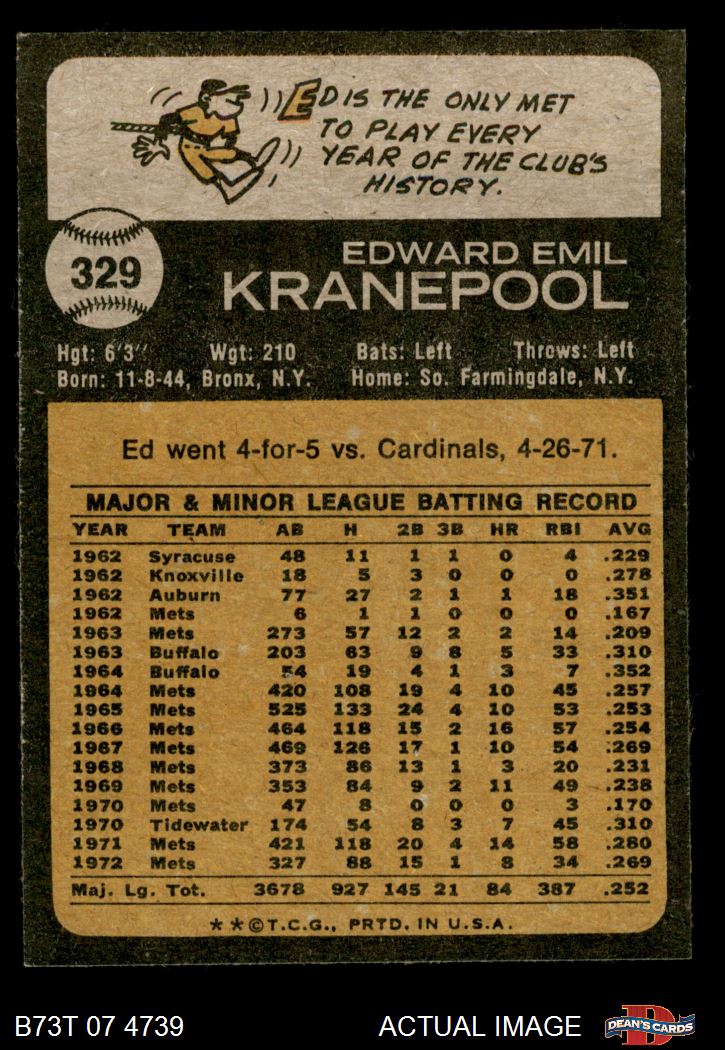 ED IS THE ONLY MET
TO PLAY EVERY
YEAR OF THE CLUB'S
HISTORY.
329
EDWARD EMIL
KRANEPOOL
Hgt: 6'3" Wgt: 210 Bats: Left Throws: Left
Born: 11-8-44, Bronx, N.Y. Home: So. Farmingdale, N.Y.
Ed went 4-for-5 vs. Cardinals, 4-26-71.
MAJOR & MINOR LEAGUE BATTING RECORD
YEAR TEAM AB H 2B 3B HR RBI AVG
1962 Syracuse 48 11 1 1 0 4 .229
1962 Knoxville 18 5 3 0 0 0 .278
1962 Auburn 77 27 2 1 1 18 .351
1962 Mets 6 1 1 0 0 0 .167
1963 Mets 273 57 12 2 2 14 .209
1963 Buffalo 203 63 9 8 5 33 .310
1964 Buffalo 54 19 4 1 3 7 .352
1964 Mets 420 108 19 4 10 45 .257
1965 Mets 525 133 24 4 10 53 .253
1966 Mets 464 118 15 2 16 57 .254
1967 Mets 469 126 17 1 10 54 .269
1968 Mets 373 86 13 1 3 20 .231
1969 Mets 353 84 9 2 11 49 .238
1970 Mets 47 8 0 0 0 3 .170
1970 Tidewater 174 54 8 3 7 45 .310
1971 Mets 421 118 20 4 14 58 .280
1972 Mets 327 88 15 1 8 34 .269
Maj. Lg. Tot. 3678 927 145 21 84 387 .252
**©T.C.G., PRTD. IN U.S.A.
B73T 07 4739 ACTUAL IMAGE
D
DEAN'S CARDS